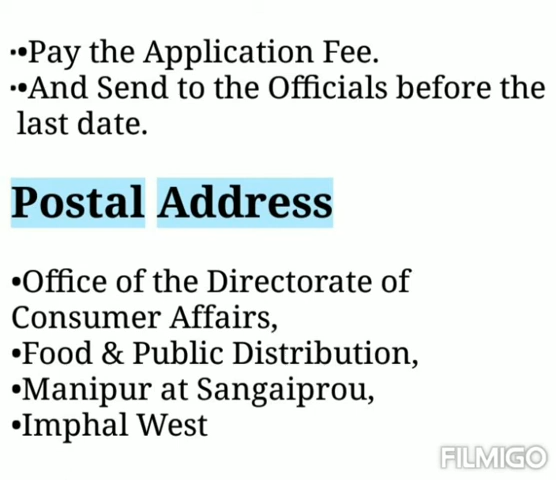 ••Pay the Application Fee.
••And Send to the Officials before the
last date.
Postal Address
•Office of the Directorate of
Consumer Affairs,
•Food & Public Distribution,
•Manipur at Sangaiprou,
•Imphal West
FILMIGO